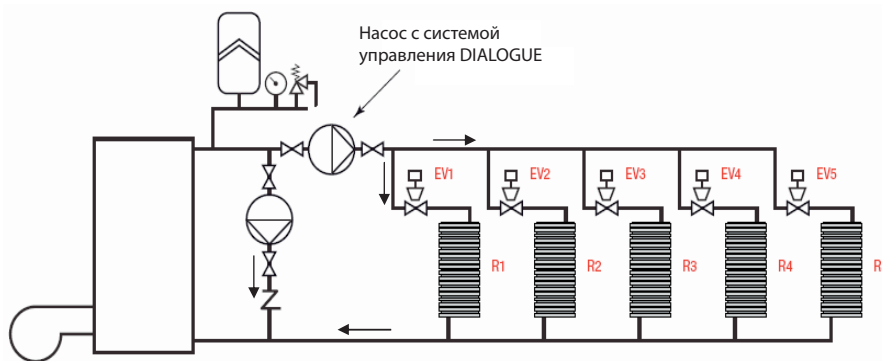 Насос с системой
управления DIALOGUE
EV1
EV2
EV3
EV4
EV5
R1
R2
R3
R4
R